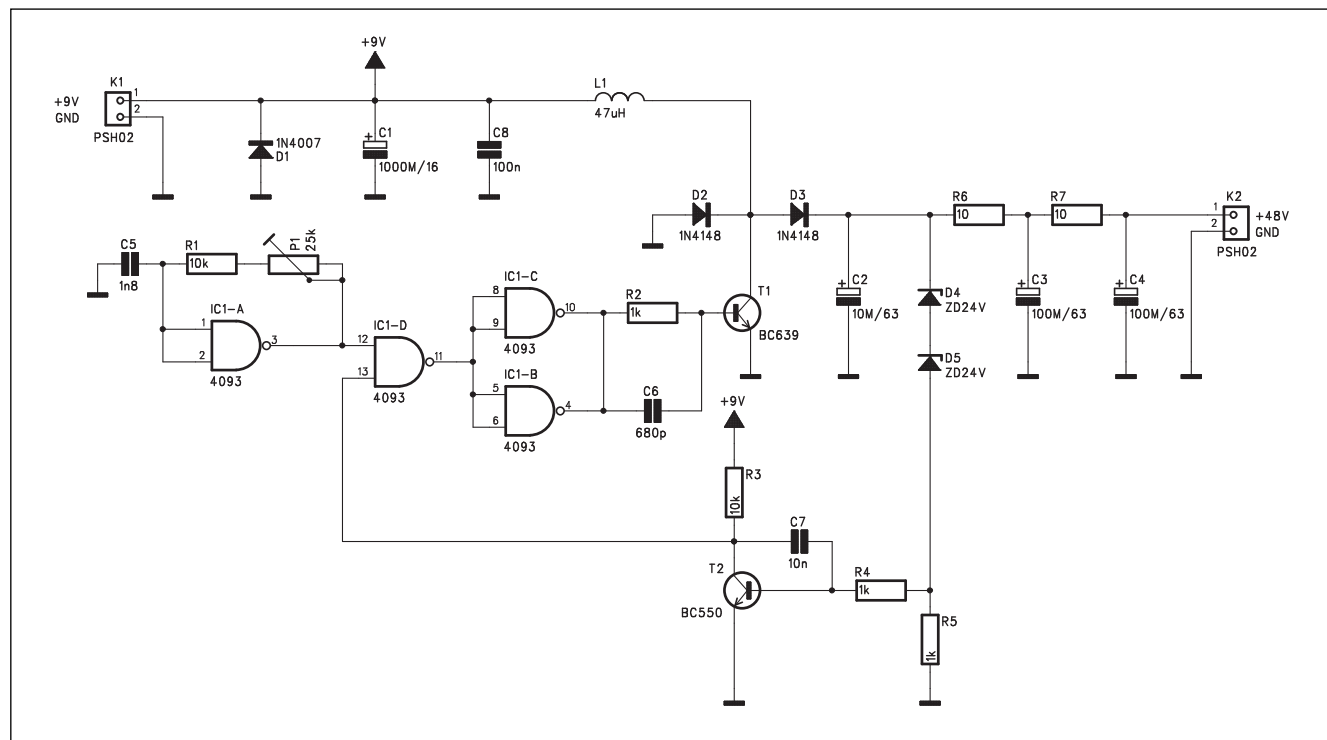 +9V
K1
1
+9V
2
GND
PSH02
1N4007
D1
+
C1
1000M/16
C8
100n
L1
47uH
D2
1N4148
D3
1N4148
R6
10
R7
10
K2
1
+48V
2
GND
PSH02
C5
1n8
R1
10k
P1
25k
IC1-A
1
2
3
4093
IC1-D
12
13
11
4093
IC1-C
8
9
10
4093
IC1-B
5
6
4
4093
R2
1k
C6
680p
T1
BC639
+
C2
10M/63
D4
ZD24V
D5
ZD24V
+
C3
100M/63
+
C4
100M/63
+9V
R3
10k
C7
10n
T2
BC550
R4
1k
R5
1k